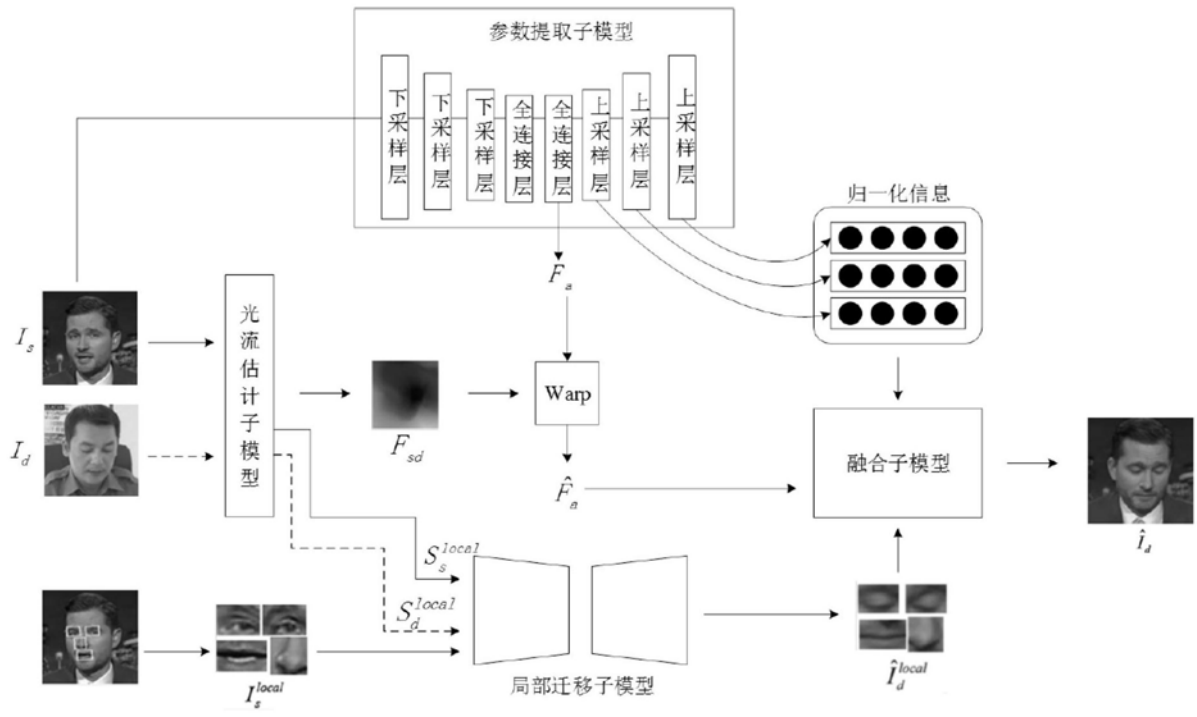 参数提取子模型
下采样层
下采样层
下采样层
全连接层
全连接层
上采样层
上采样层
上采样层
归一化信息
F_a
I_s
光流估计子模型
Warp
F_sd
I_d
F̂_a
融合子模型
Î_d
S_s^local
S_d^local
I_s^local
局部迁移子模型
Î_d^local